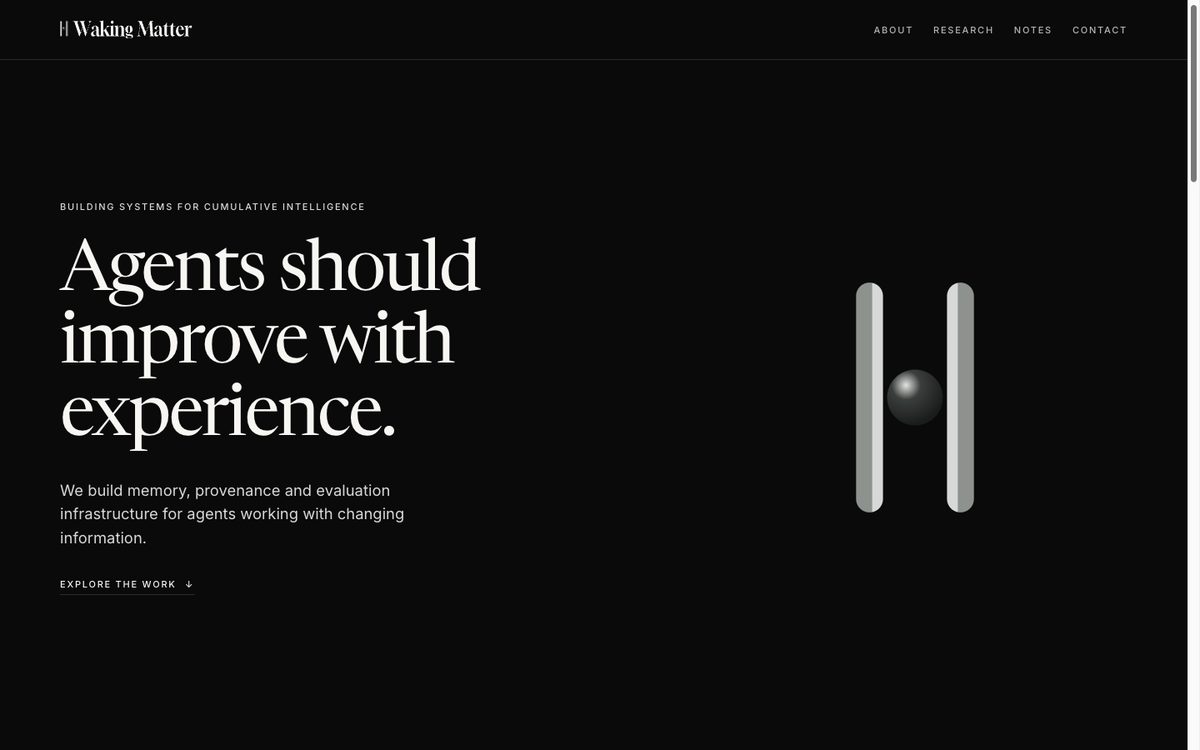 Waking Matter
ABOUT RESEARCH NOTES CONTACT
BUILDING SYSTEMS FOR CUMULATIVE INTELLIGENCE
Agents should
improve with
experience.
We build memory, provenance and evaluation
infrastructure for agents working with changing
information.
EXPLORE THE WORK ↓